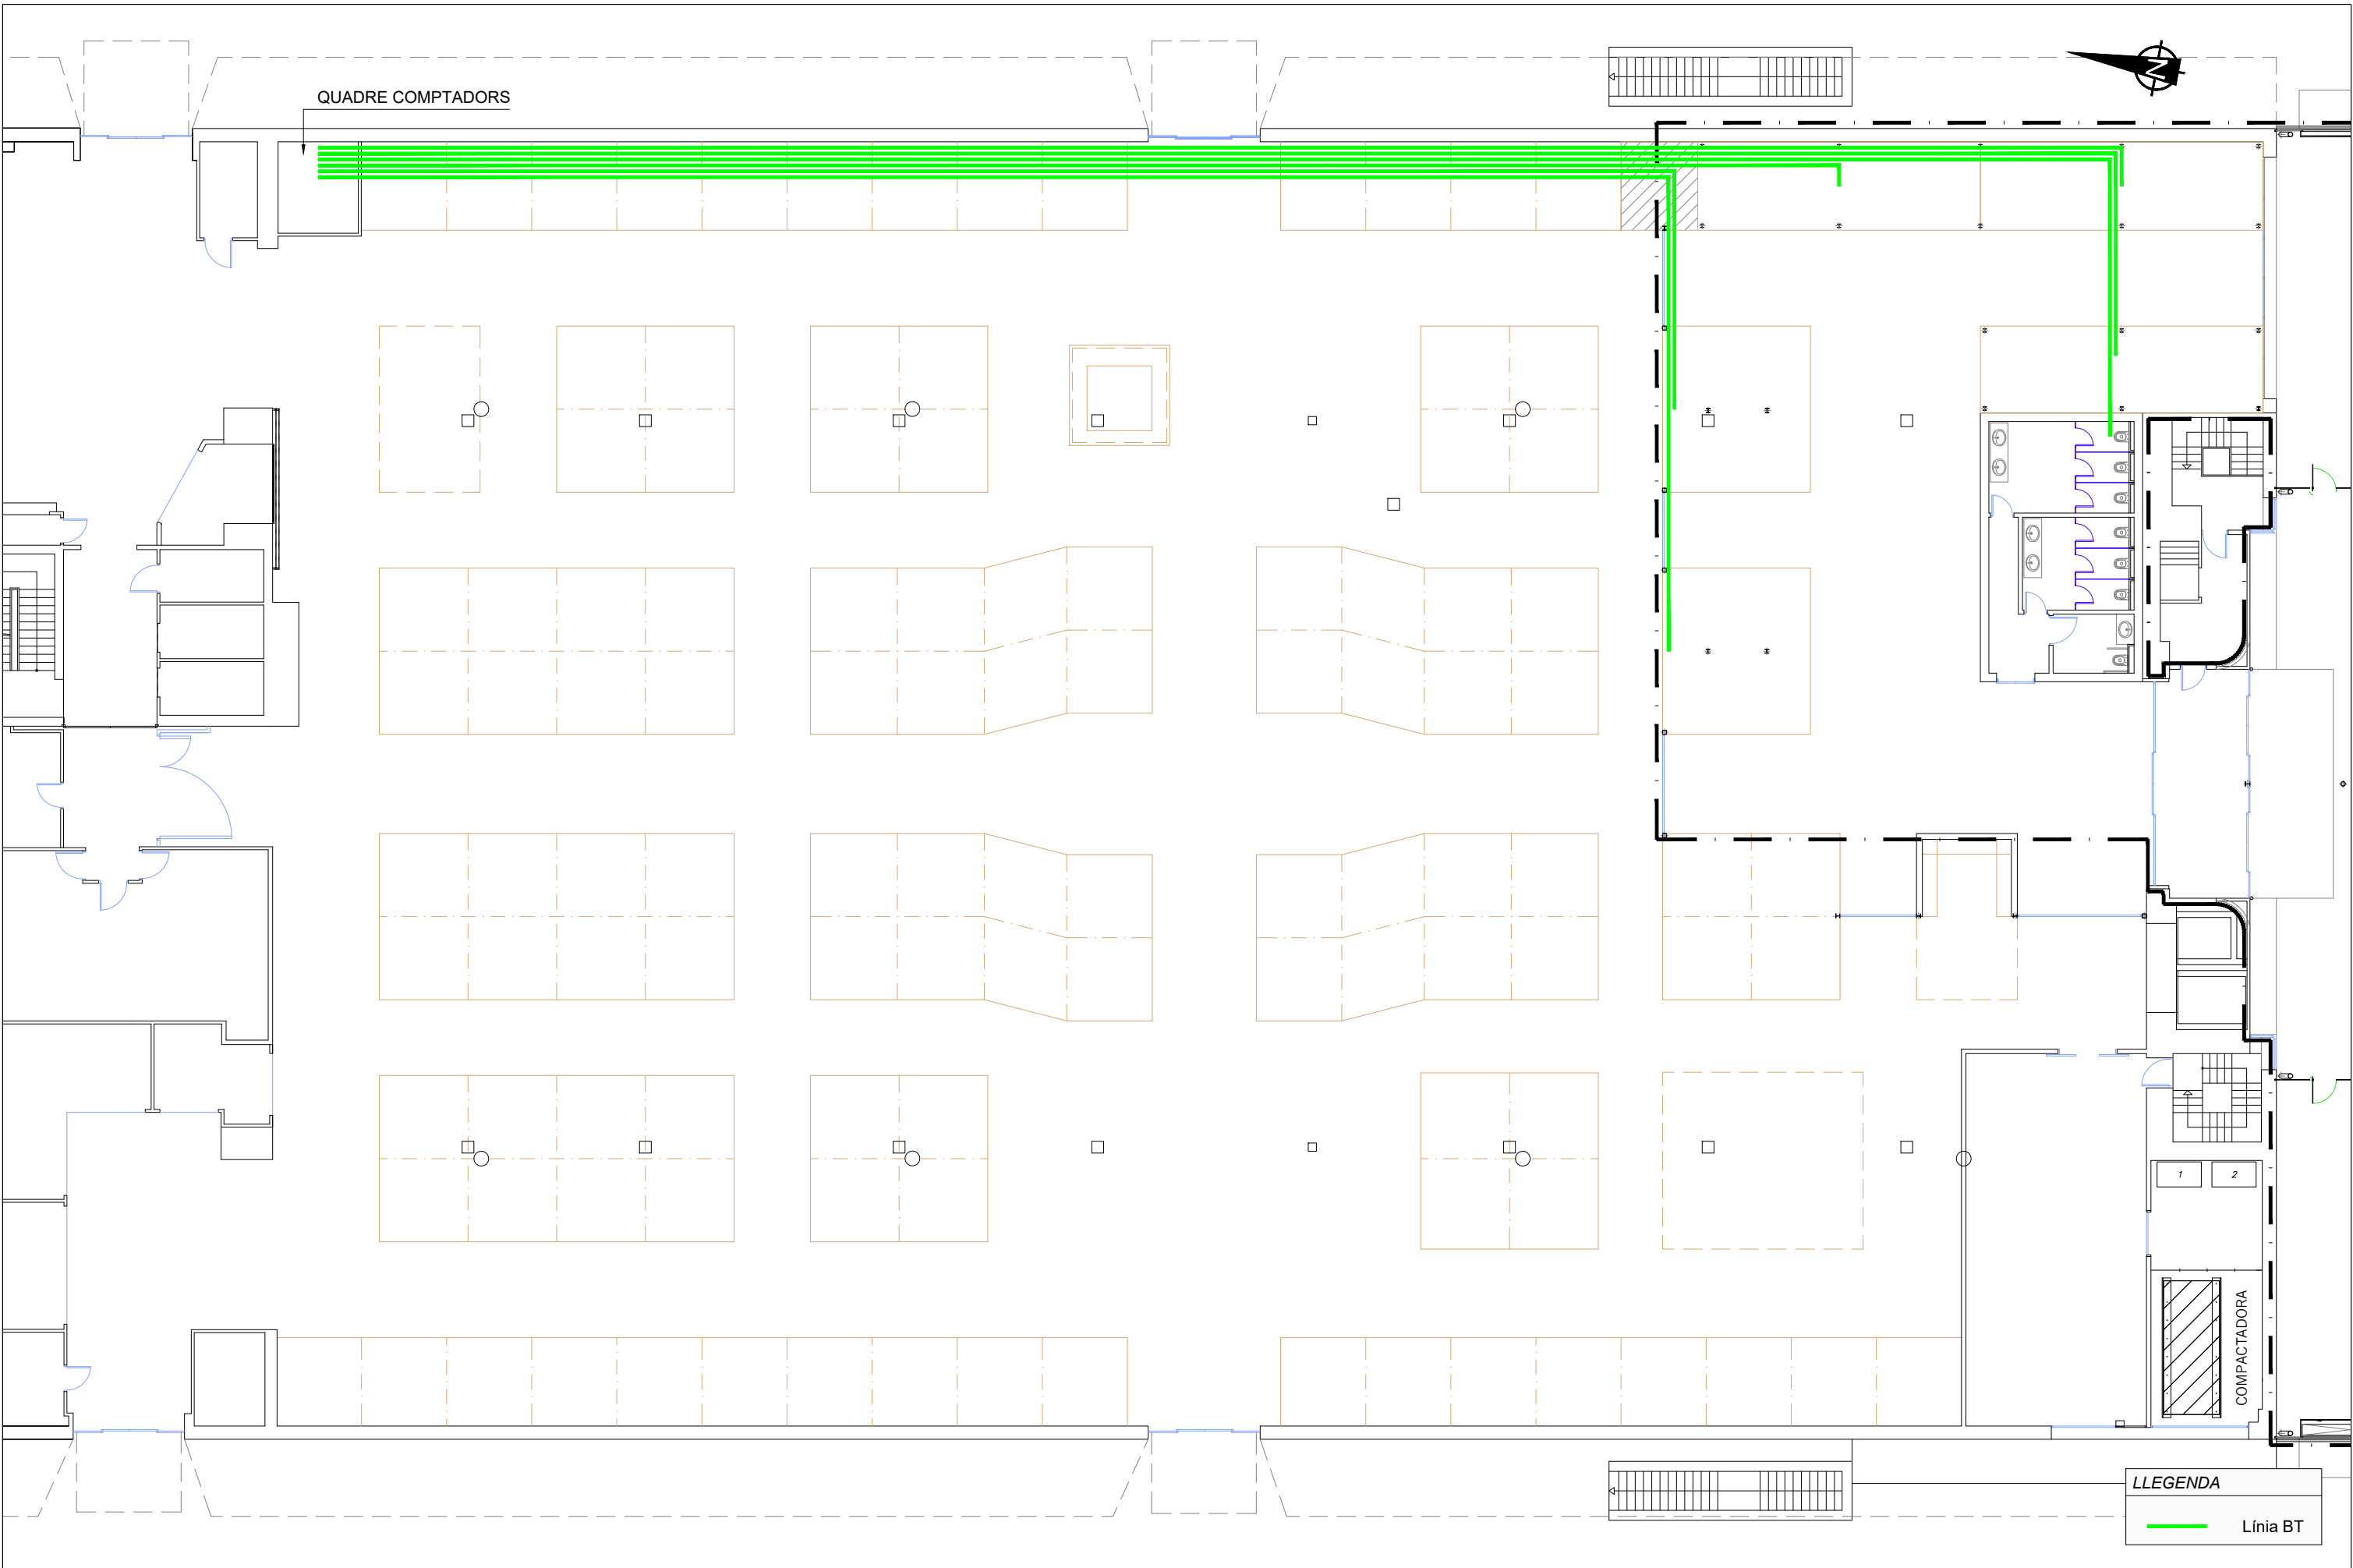 QUADRE COMPTADORS
N
1
2
COMPACTADORA
LLEGENDA
Línia BT